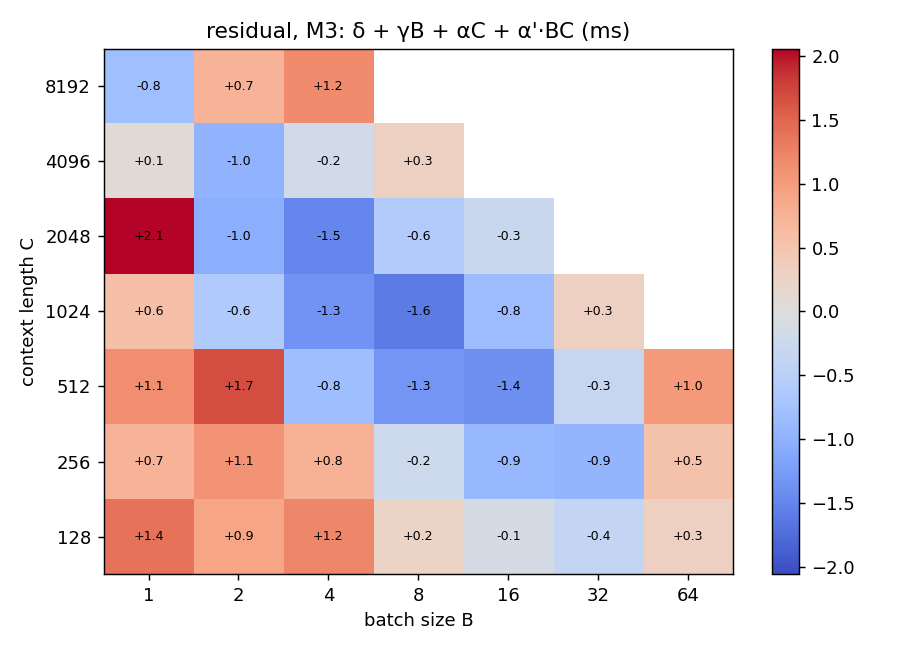 residual, M3: δ + γB + αC + α'·BC (ms)
8192 -0.8 +0.7 +1.2
4096 +0.1 -1.0 -0.2 +0.3
2048 +2.1 -1.0 -1.5 -0.6 -0.3
1024 +0.6 -0.6 -1.3 -1.6 -0.8 +0.3
512 +1.1 +1.7 -0.8 -1.3 -1.4 -0.3 +1.0
256 +0.7 +1.1 +0.8 -0.2 -0.9 -0.9 +0.5
128 +1.4 +0.9 +1.2 +0.2 -0.1 -0.4 +0.3
1 2 4 8 16 32 64
batch size B
context length C
2.0
1.5
1.0
0.5
0.0
−0.5
−1.0
−1.5
−2.0